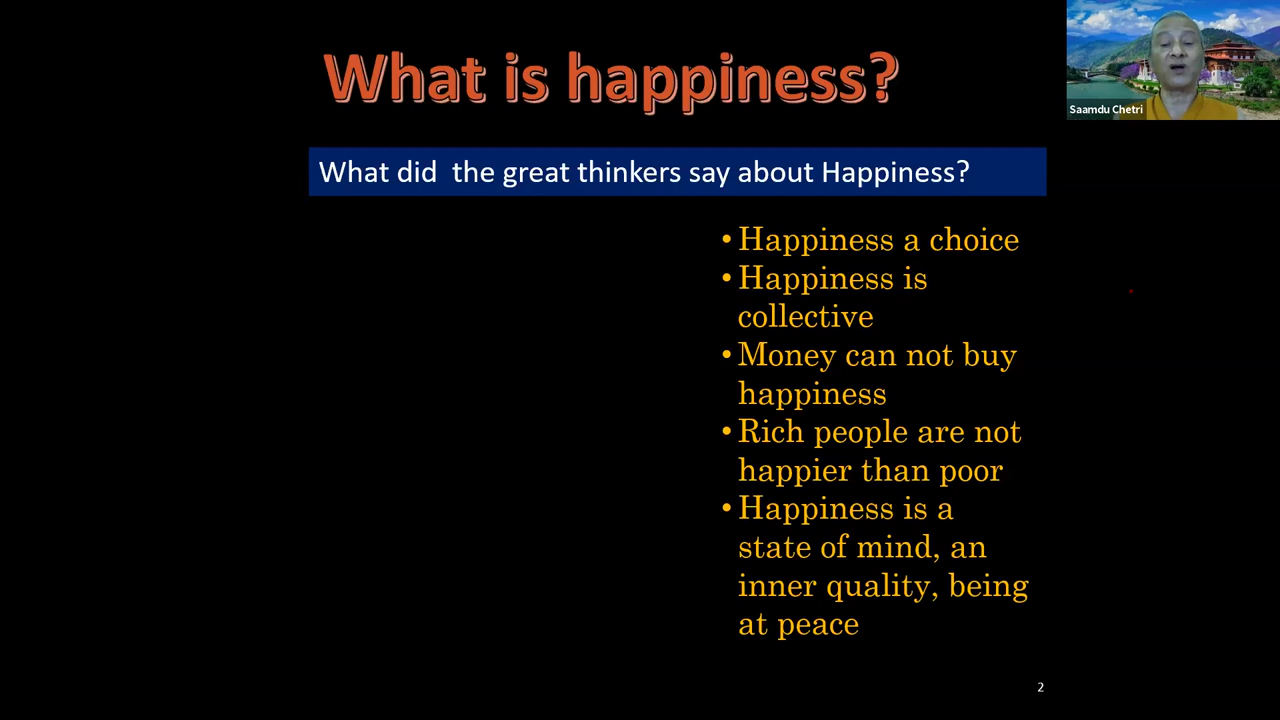 What is happiness?
Saamdu Chetri
What did the great thinkers say about Happiness?
• Happiness a choice
• Happiness is
collective
• Money can not buy
happiness
• Rich people are not
happier than poor
• Happiness is a
state of mind, an
inner quality, being
at peace
2